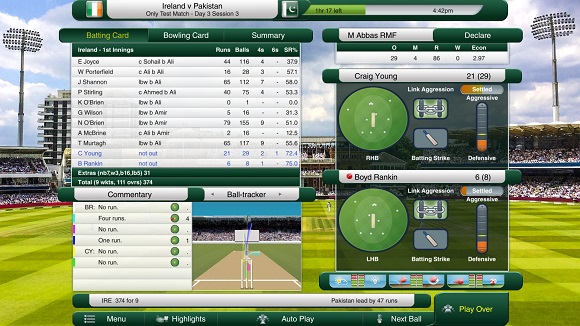 Ireland v Pakistan
Only Test Match - Day 3 Session 3
1hr 17 left
4:42pm
Batting Card
Bowling Card
Summary
Ireland - 1st Innings Runs Balls 4s 6s SR%
E Joyce c Sohail b Ali 44 116 4 - 37.9
W Porterfield c Ali b Ali 16 28 3 - 57.1
J Shannon lbw b Ali 65 112 7 - 58.0
P Stirling c Ahmed b Ali 40 75 4 - 53.3
K O'Brien lbw b Ali 0 1 - - 0.0
G Wilson lbw b Amir 5 16 - - 31.3
N O'Brien lbw b Amir 79 155 9 - 51.0
A McBrine c Ali b Amir 2 16 - - 12.5
T Murtagh lbw b Ali 65 117 9 - 55.6
C Young not out 21 29 2 1 72.4
B Rankin not out 6 8 1 - 75.0
Extras (nb7,w3,b16,lb5) 31
Total (9 wkts, 111 ovrs) 374
Commentary
Ball-tracker
BR: No run.
Four runs. 4
No run.
One run. 1
CY: No run.
No run.
M Abbas RMF
Declare
O M R W Econ
29 4 86 0 2.97
Craig Young 21 (29)
Link Aggression
Settled
Aggressive
RHB
Batting Strike
Defensive
Boyd Rankin 6 (8)
Link Aggression
Settled
Aggressive
LHB
Batting Strike
Defensive
IRE 374 for 9
Pakistan lead by 47 runs
Menu
Highlights
Auto Play
Next Ball
Play Over